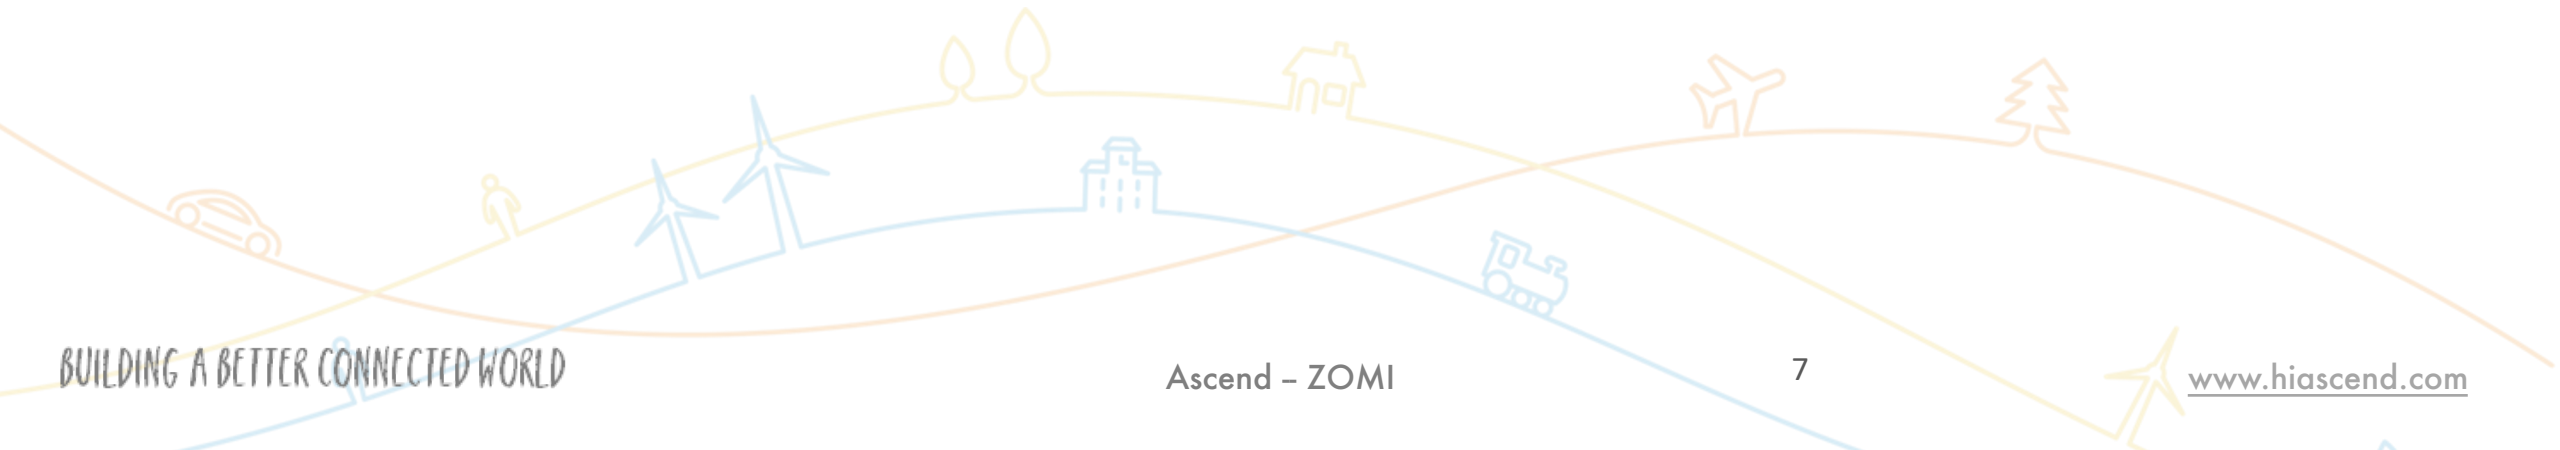 BUILDING A BETTER CONNECTED WORLD
Ascend – ZOMI
7
www.hiascend.com